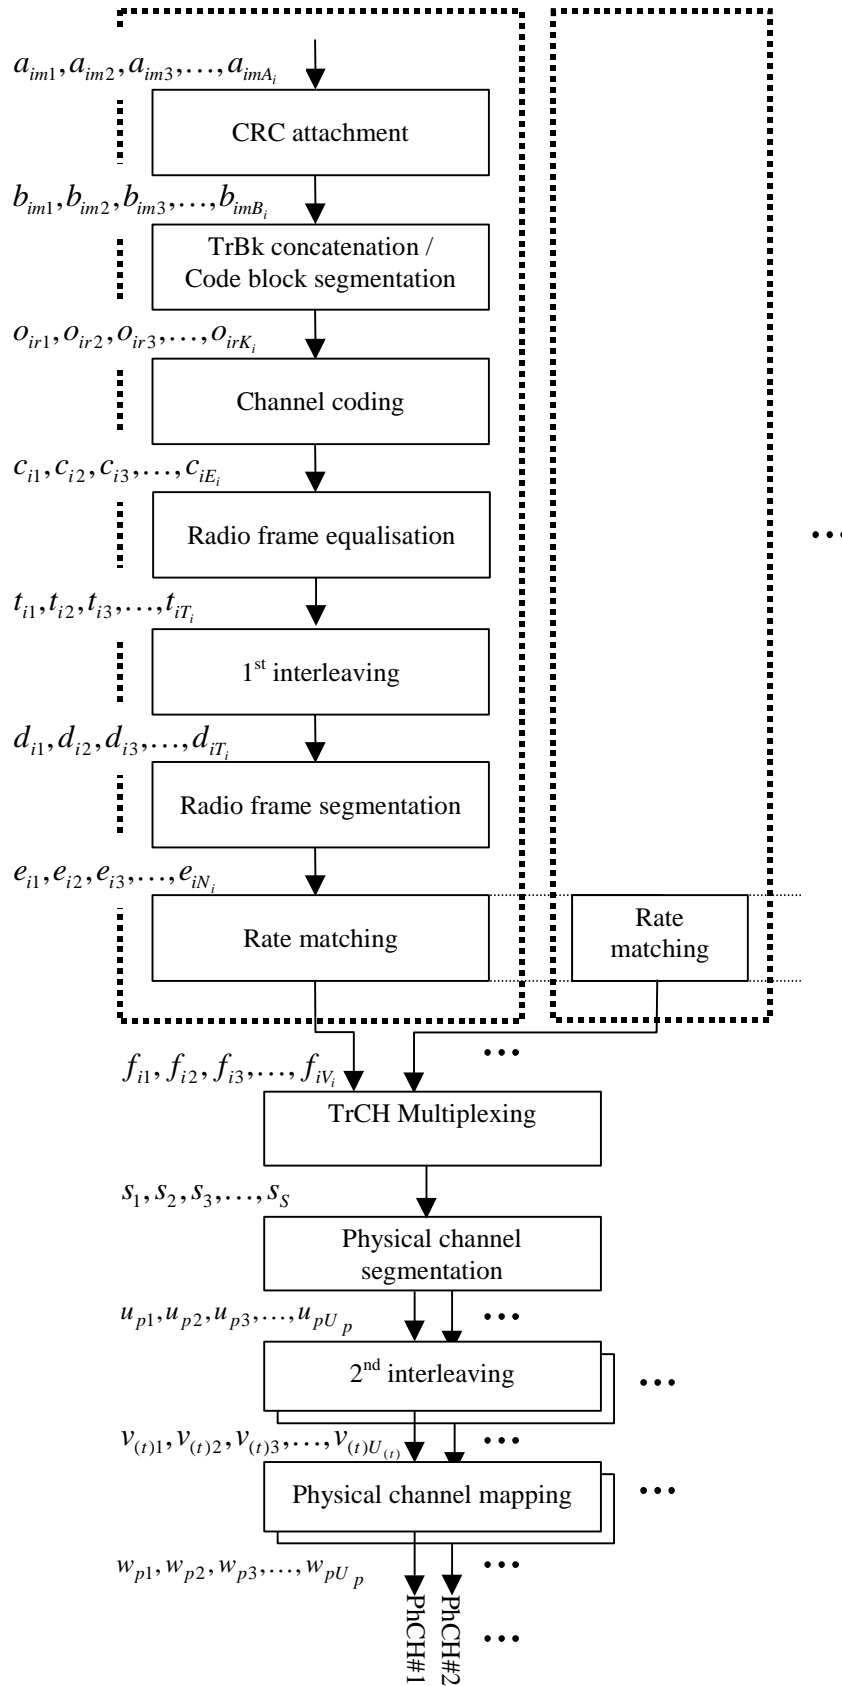 a_{im1}, a_{im2}, a_{im3}, ..., a_{imA_i}
CRC attachment
b_{im1}, b_{im2}, b_{im3}, ..., b_{imB_i}
TrBk concatenation /
Code block segmentation
o_{ir1}, o_{ir2}, o_{ir3}, ..., o_{irK_i}
Channel coding
c_{i1}, c_{i2}, c_{i3}, ..., c_{iE_i}
Radio frame equalisation
...
t_{i1}, t_{i2}, t_{i3}, ..., t_{iT_i}
1st interleaving
d_{i1}, d_{i2}, d_{i3}, ..., d_{iT_i}
Radio frame segmentation
e_{i1}, e_{i2}, e_{i3}, ..., e_{iN_i}
Rate matching
Rate
matching
...
f_{i1}, f_{i2}, f_{i3}, ..., f_{iV_i}
TrCH Multiplexing
s_1, s_2, s_3, ..., s_S
Physical channel
segmentation
u_{p1}, u_{p2}, u_{p3}, ..., u_{pU_p}
...
2nd interleaving
...
v_{(t)1}, v_{(t)2}, v_{(t)3}, ..., v_{(t)U_{(t)}}
...
Physical channel mapping
...
w_{p1}, w_{p2}, w_{p3}, ..., w_{pU_p}
...
PhCH#1
PhCH#2
...